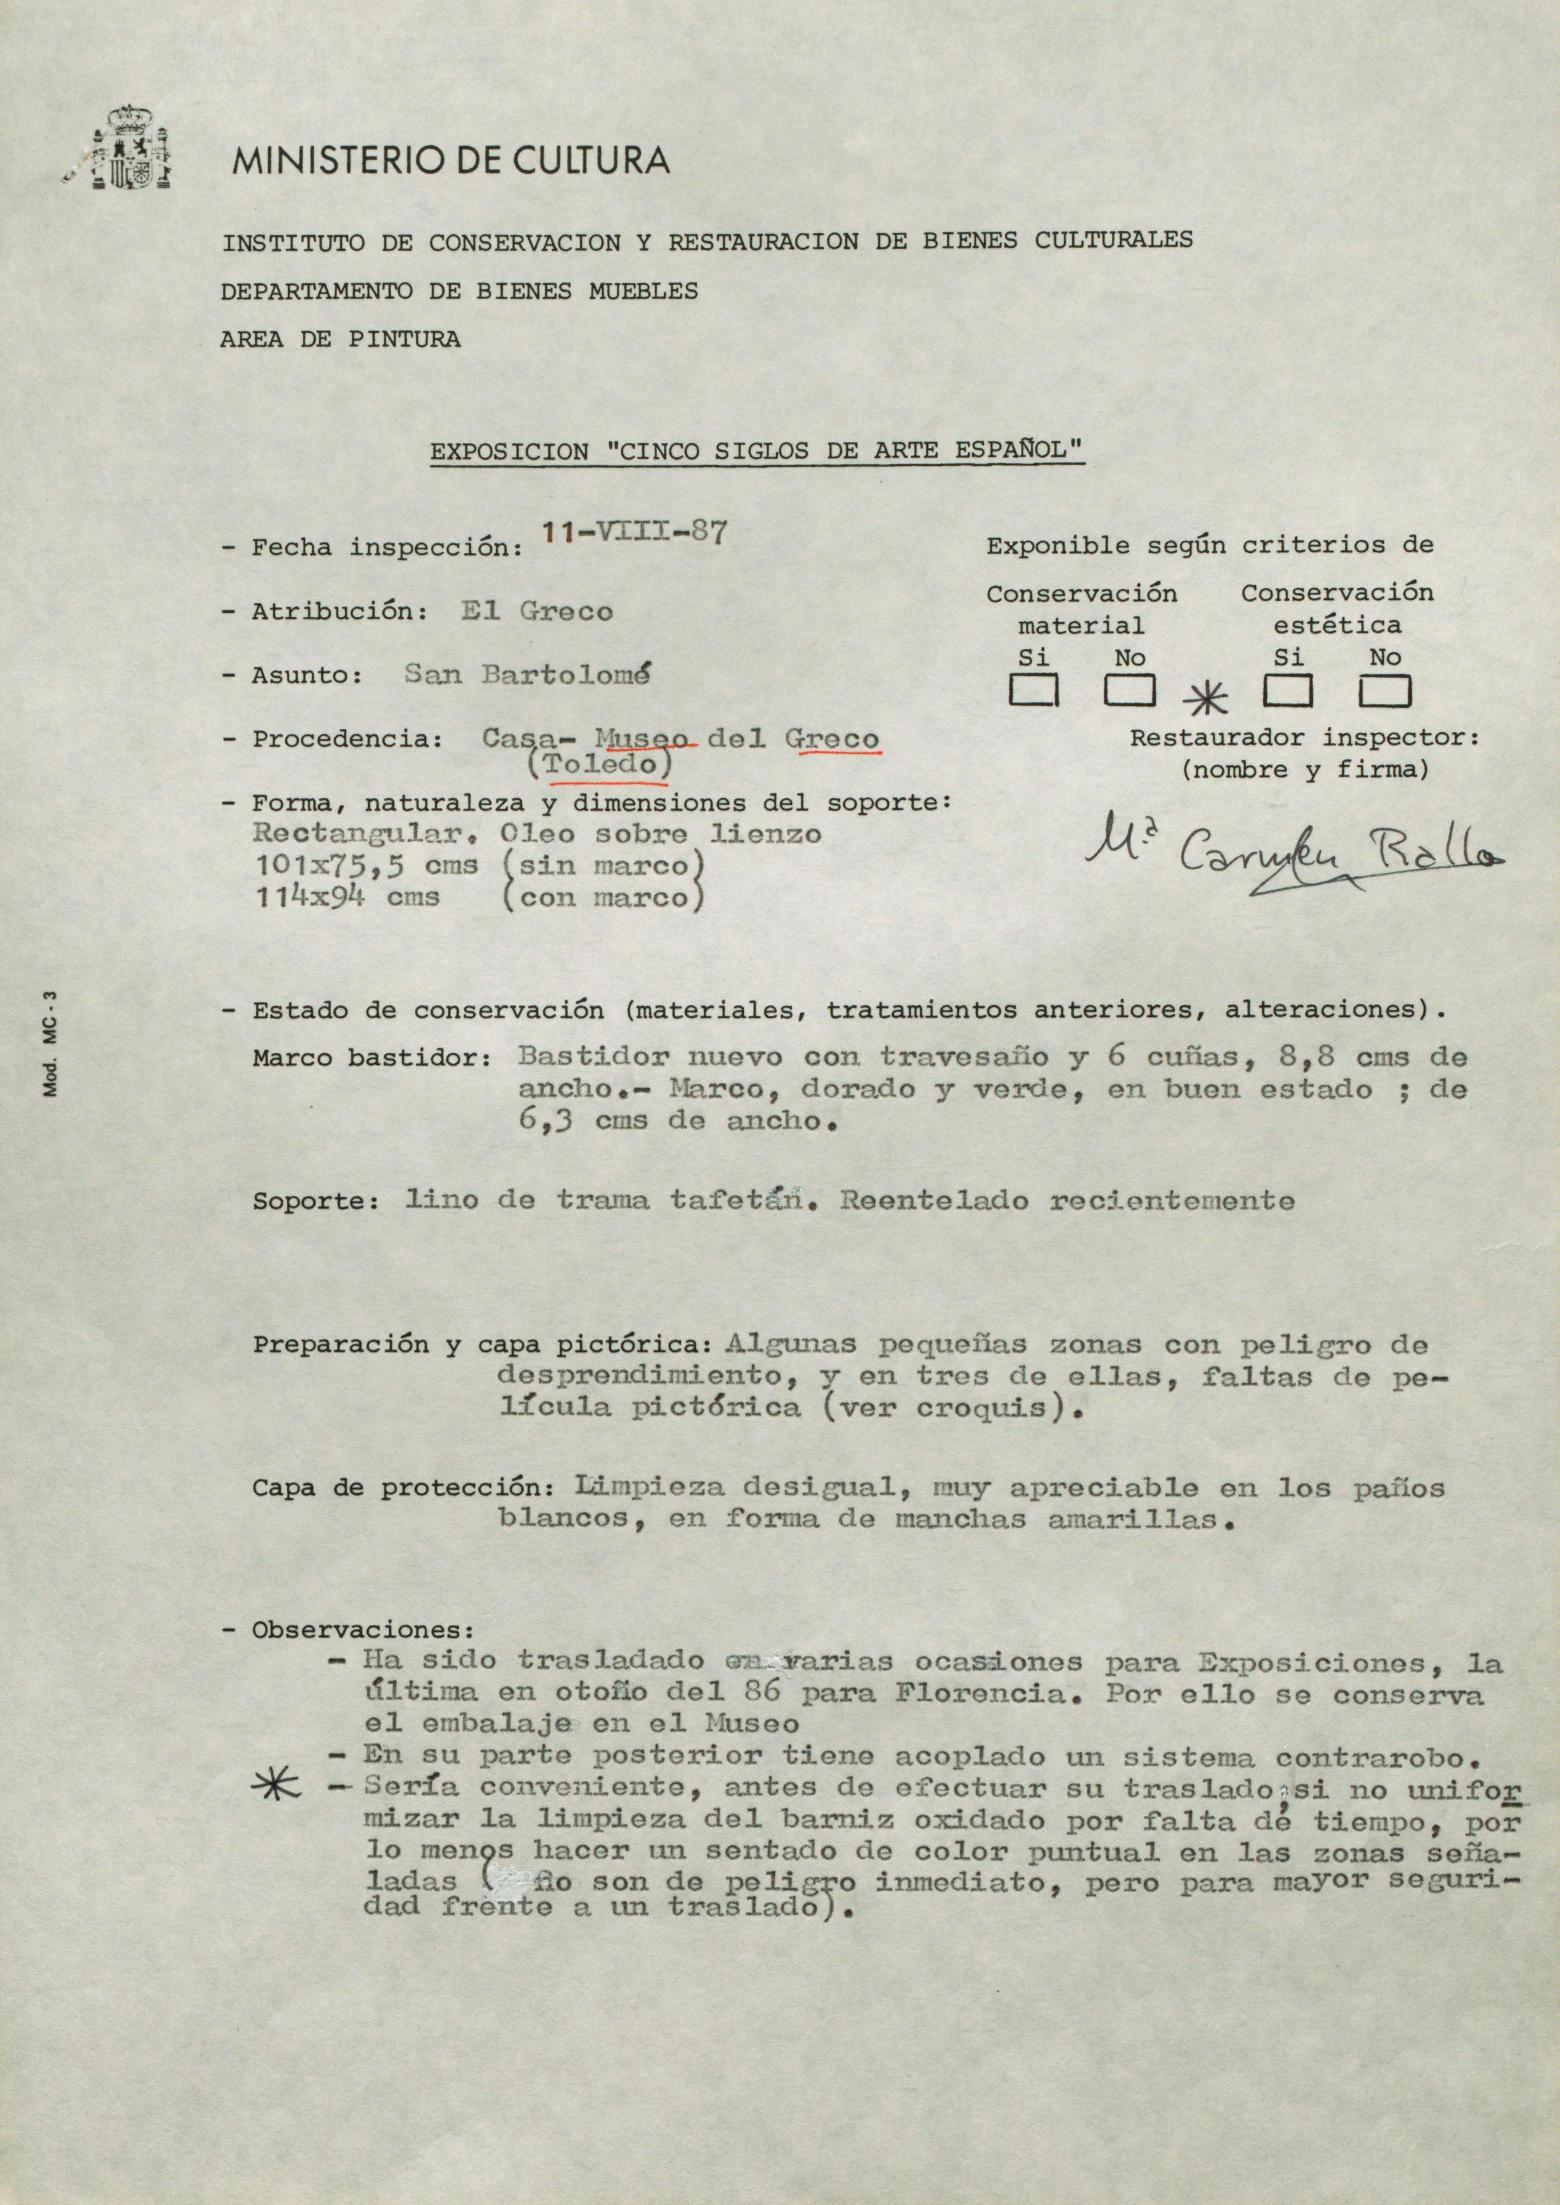 MINISTERIO DE CULTURA
INSTITUTO DE CONSERVACION Y RESTAURACION DE BIENES CULTURALES
DEPARTAMENTO DE BIENES MUEBLES
AREA DE PINTURA
EXPOSICION "CINCO SIGLOS DE ARTE ESPAÑOL"
- Fecha inspección: 11-VIII-87
- Atribución: El Greco
- Asunto: San Bartolomé
- Procedencia: Casa- Museo del Greco
(Toledo)
- Forma, naturaleza y dimensiones del soporte:
Rectangular. Oleo sobre lienzo
101x75,5 cms (sin marco)
114x94 cms (con marco)
Exponible según criterios de
Conservación Conservación
material estética
Si No Si No
*
Restaurador inspector:
(nombre y firma)
Mª Carmen Rallo
- Estado de conservación (materiales, tratamientos anteriores, alteraciones).
Marco bastidor: Bastidor nuevo con travesaño y 6 cuñas, 8,8 cms de
ancho.- Marco, dorado y verde, en buen estado ; de
6,3 cms de ancho.
Soporte: lino de trama tafetán. Reentelado recientemente
Preparación y capa pictórica: Algunas pequeñas zonas con peligro de
desprendimiento, y en tres de ellas, faltas de pe-
lícula pictórica (ver croquis).
Capa de protección: Limpieza desigual, muy apreciable en los paños
blancos, en forma de manchas amarillas.
- Observaciones:
- Ha sido trasladado en varias ocasiones para Exposiciones, la
última en otoño del 86 para Florencia. Por ello se conserva
el embalaje en el Museo
- En su parte posterior tiene acoplado un sistema contrarobo.
* - Sería conveniente, antes de efectuar su traslado, si no unifor
mizar la limpieza del barniz oxidado por falta de tiempo, por
lo menos hacer un sentado de color puntual en las zonas seña-
ladas ( no son de peligro inmediato, pero para mayor seguri-
dad frente a un traslado).
Mod. MC - 3